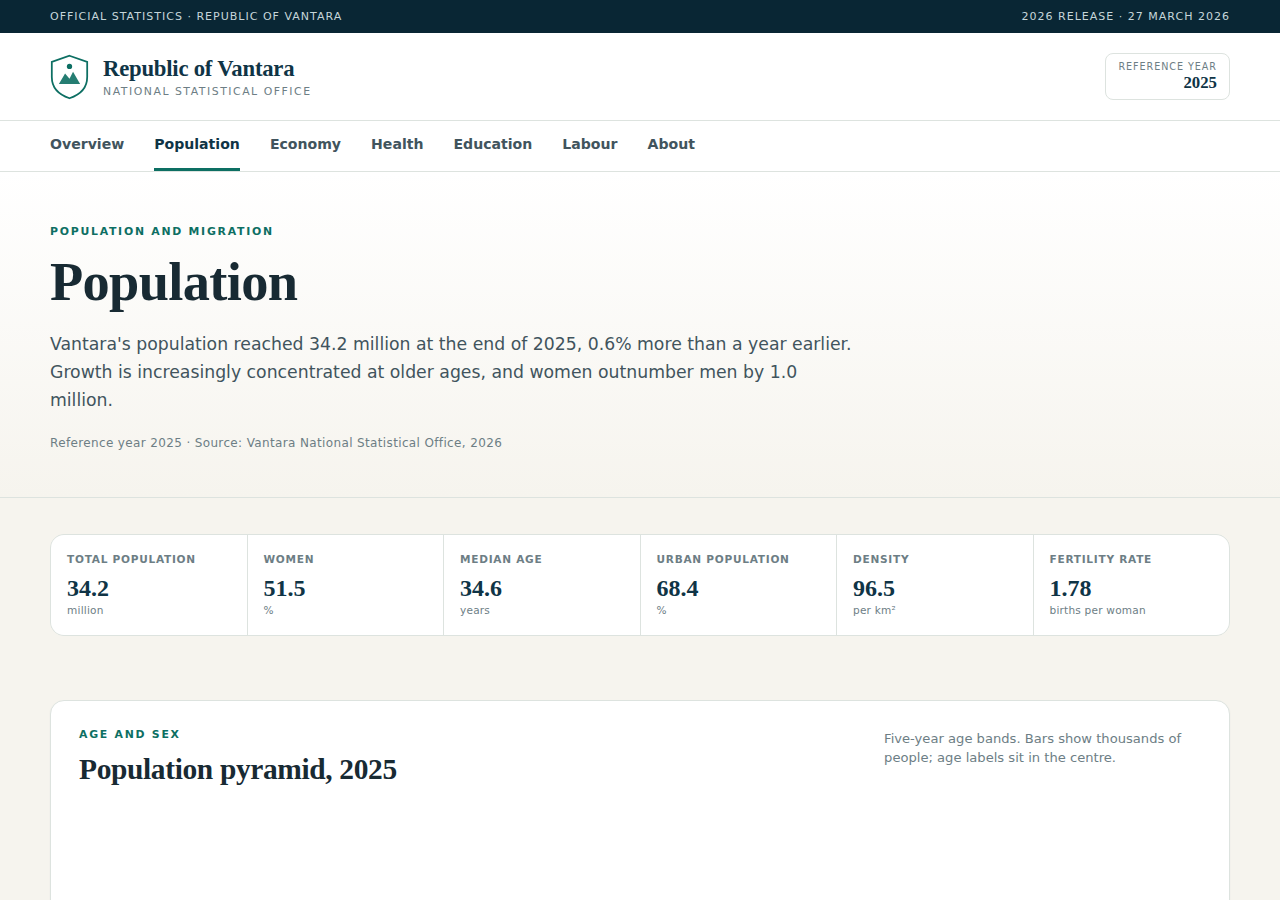 OFFICIAL STATISTICS · REPUBLIC OF VANTARA
2026 RELEASE · 27 MARCH 2026
Republic of Vantara
NATIONAL STATISTICAL OFFICE
REFERENCE YEAR
2025
Overview Population Economy Health Education Labour About
POPULATION AND MIGRATION
Population
Vantara's population reached 34.2 million at the end of 2025, 0.6% more than a year earlier.
Growth is increasingly concentrated at older ages, and women outnumber men by 1.0
million.
Reference year 2025 · Source: Vantara National Statistical Office, 2026
TOTAL POPULATION
34.2
million
WOMEN
51.5
%
MEDIAN AGE
34.6
years
URBAN POPULATION
68.4
%
DENSITY
96.5
per km²
FERTILITY RATE
1.78
births per woman
AGE AND SEX
Population pyramid, 2025
Five-year age bands. Bars show thousands of
people; age labels sit in the centre.